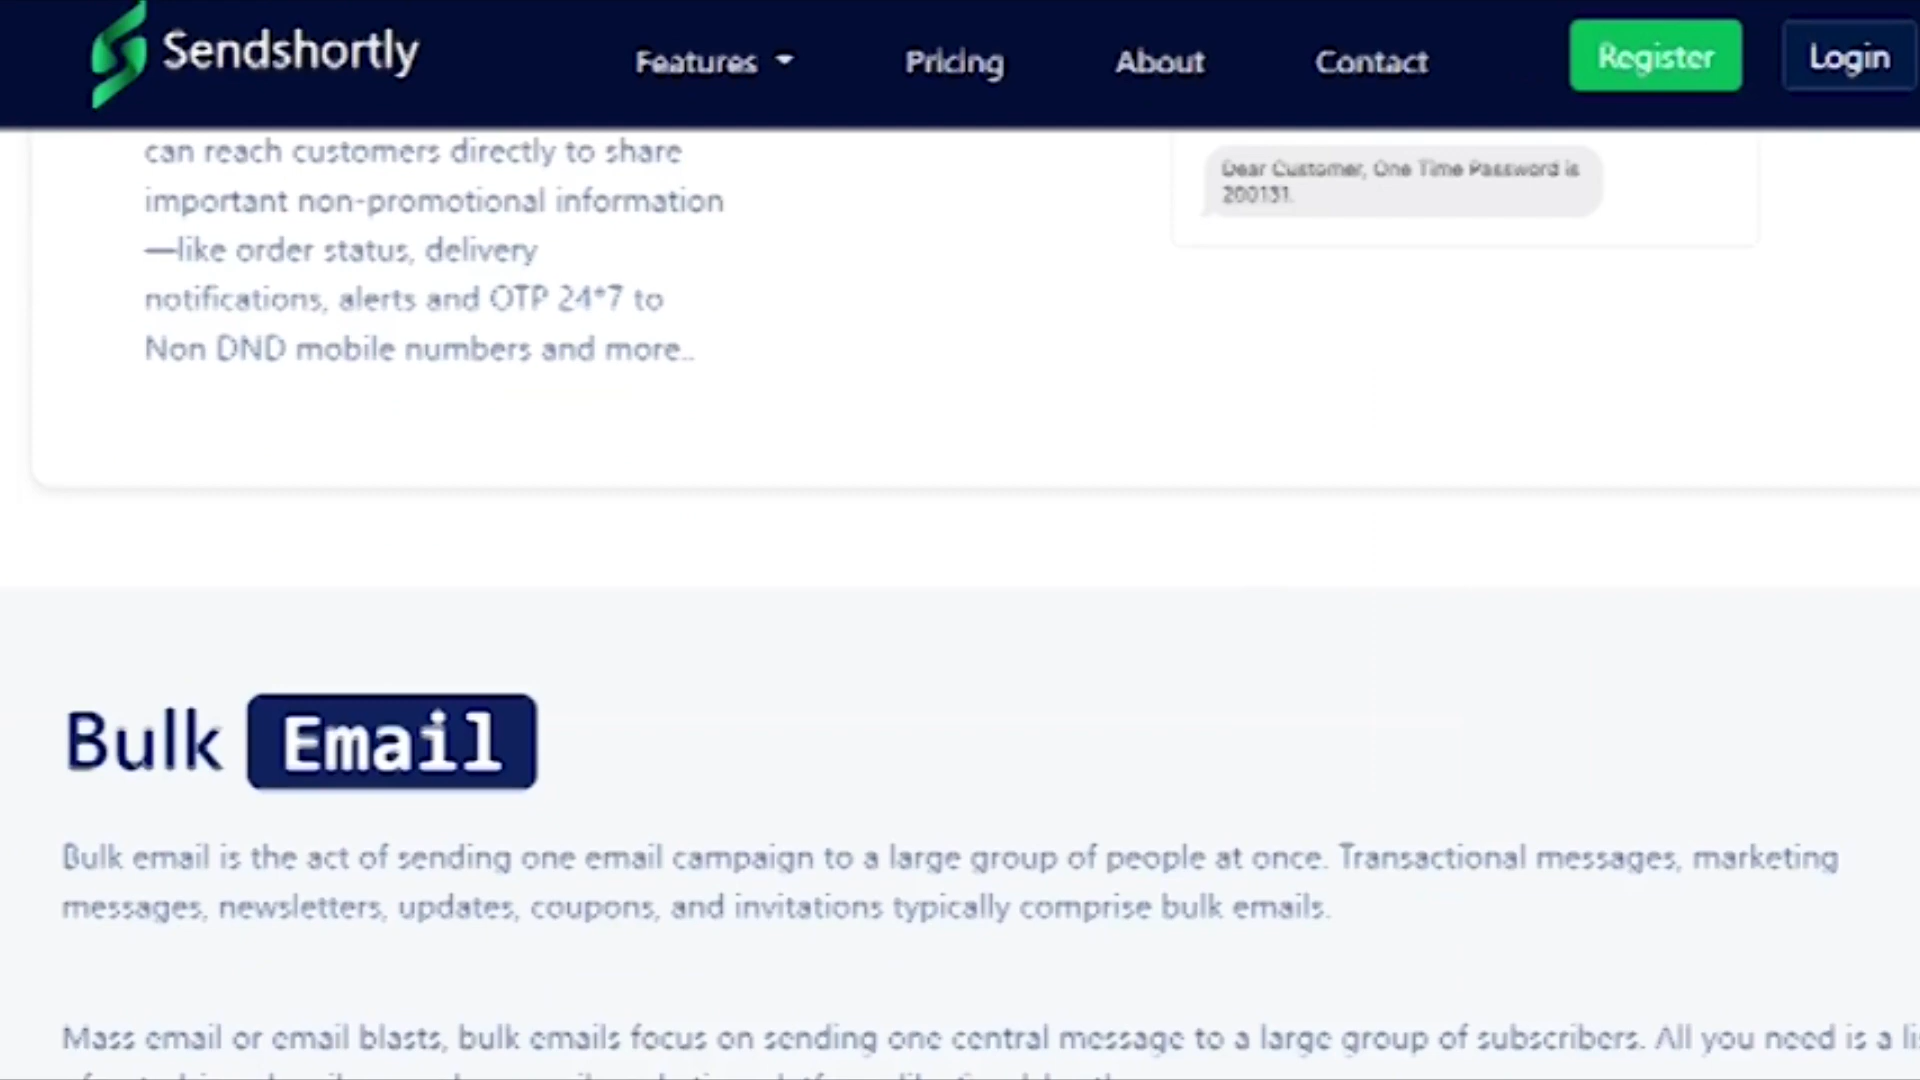 Sendshortly
Features
Pricing
About
Contact
Register
Login
can reach customers directly to share
important non-promotional information
—like order status, delivery
notifications, alerts and OTP 24*7 to
Non DND mobile numbers and more..
Dear Customer, One Time Password is
200131.
Bulk Email
Bulk email is the act of sending one email campaign to a large group of people at once. Transactional messages, marketing
messages, newsletters, updates, coupons, and invitations typically comprise bulk emails.
Mass email or email blasts, bulk emails focus on sending one central message to a large group of subscribers. All you need is a